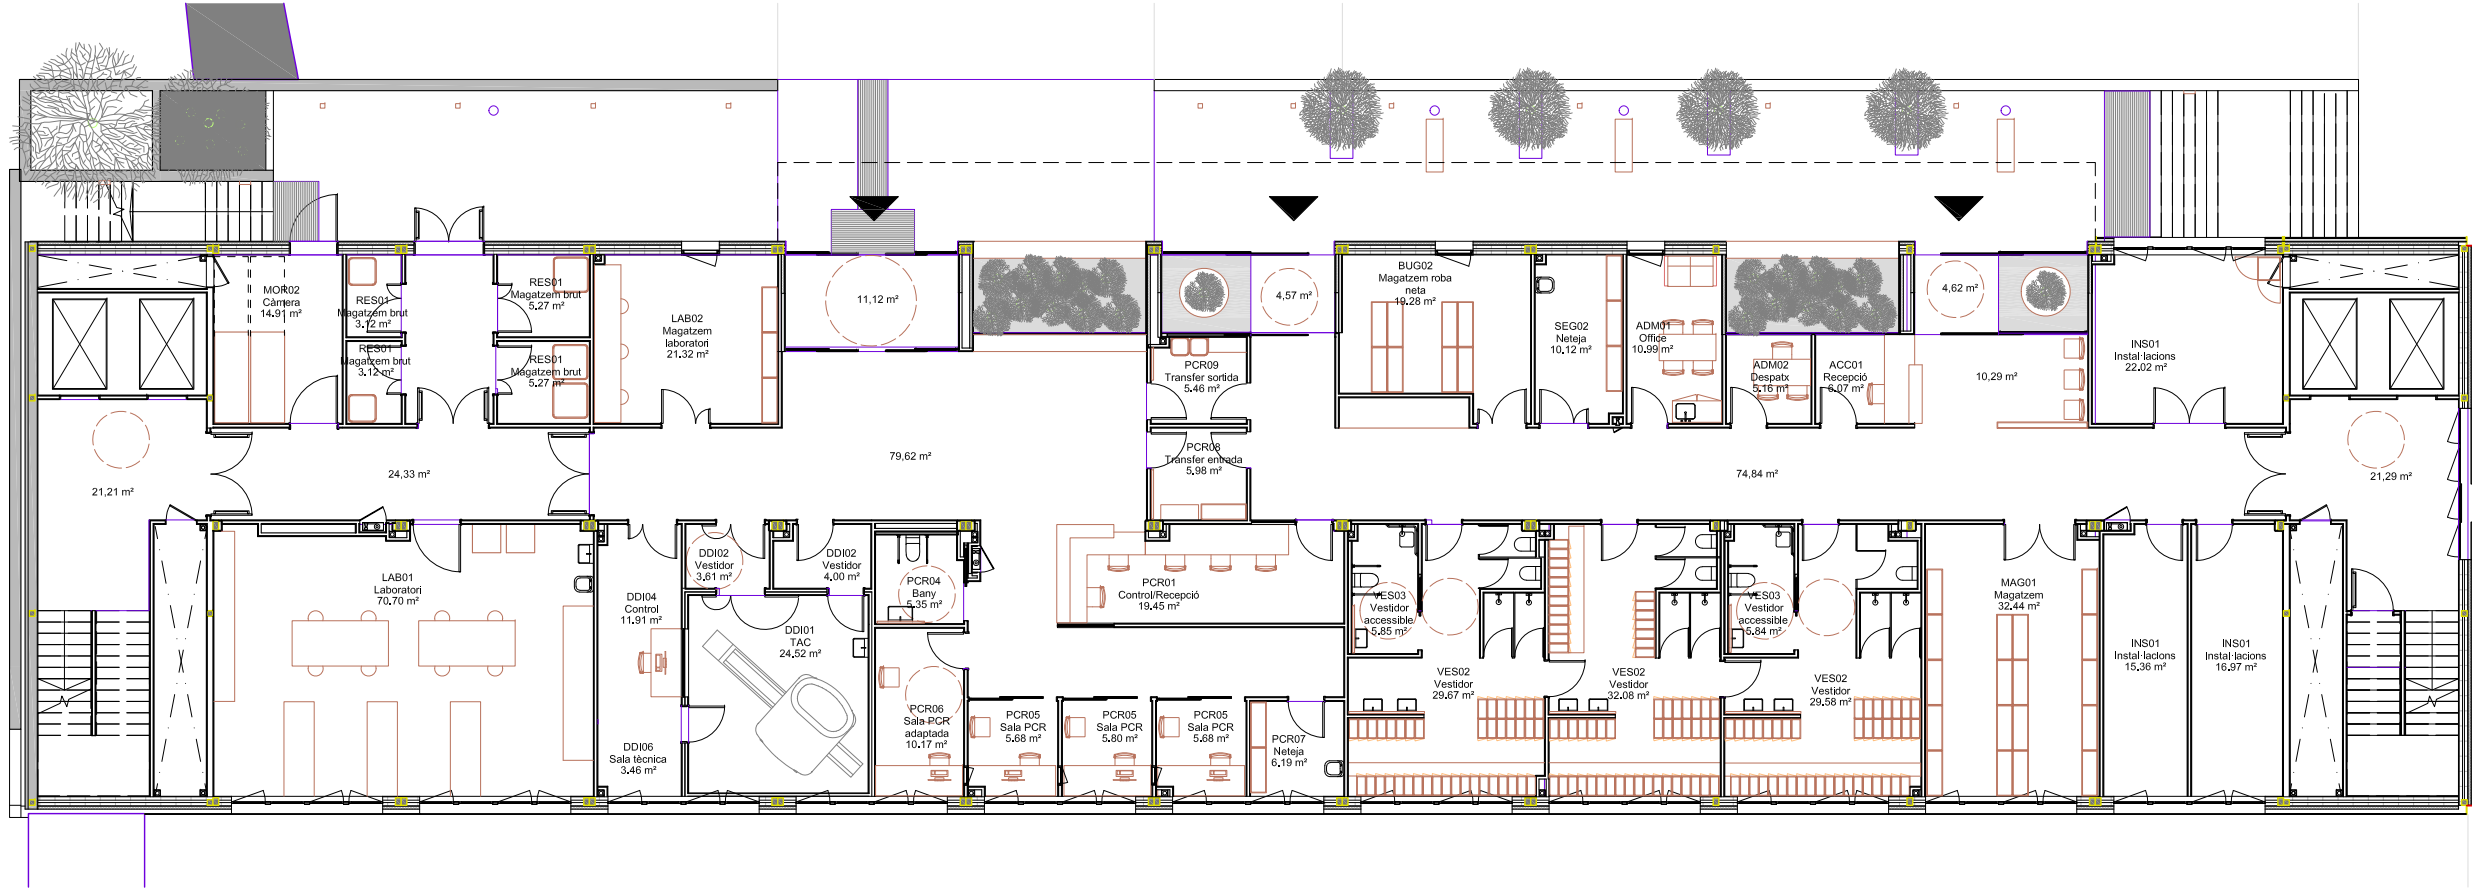 MOR02
Càmera
14.91 m²
RES01
Magatzem brut
3.12 m²
RES01
Magatzem brut
3.12 m²
RES01
Magatzem brut
5.27 m²
RES01
Magatzem brut
5.27 m²
LAB02
Magatzem
laboratori
21.32 m²
11,12 m²
PCR09
Transfer sortida
5.46 m²
4,57 m²
BUG02
Magatzem roba
neta
19.28 m²
SEG02
Neteja
10.12 m²
ADM01
Office
10.99 m²
ADM02
Despatx
5.16 m²
ACC01
Recepció
6.07 m²
4,62 m²
10,29 m²
INS01
Instal·lacions
22.02 m²
21,21 m²
24,33 m²
79,62 m²
PCR08
Transfer entrada
5.98 m²
74,84 m²
21,29 m²
LAB01
Laboratori
70.70 m²
DDI04
Control
11.91 m²
DDI06
Sala tècnica
3.46 m²
DDI02
Vestidor
3.61 m²
DDI02
Vestidor
4.00 m²
DDI01
TAC
24.52 m²
PCR04
Bany
5.35 m²
PCR06
Sala PCR
adaptada
10.17 m²
PCR01
Control/Recepció
19.45 m²
PCR05
Sala PCR
5.68 m²
PCR05
Sala PCR
5.80 m²
PCR05
Sala PCR
5.68 m²
PCR07
Neteja
6.19 m²
VES03
Vestidor
accessible
5.85 m²
VES02
Vestidor
29.67 m²
VES02
Vestidor
32.08 m²
VES03
Vestidor
accessible
5.84 m²
VES02
Vestidor
29.58 m²
MAG01
Magatzem
32.44 m²
INS01
Instal·lacions
15.36 m²
INS01
Instal·lacions
16.97 m²